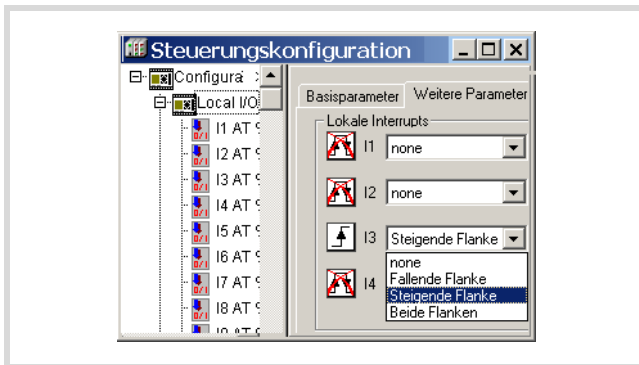 Steuerungskonfiguration
Configura
Local I/O
I1 AT
I2 AT
I3 AT
I4 AT
I5 AT
I6 AT
I7 AT
I8 AT
Basisparameter
Weitere Parameter
Lokale Interrupts
I1 none
I2 none
I3 Steigende Flanke
none
Fallende Flanke
Steigende Flanke
Beide Flanken
I4